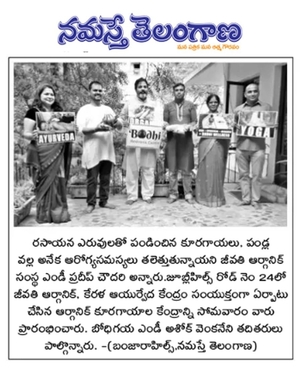 నమస్తే తెలంగాణ
మన పత్రిక మన ఆత్మగౌరవం
AYURVEDA
Bodhi
YOGA
రసాయన ఎరువులతో పండించిన కూరగాయలు, పండ్ల
వల్ల అనేక ఆరోగ్యసమస్యలు తలెత్తుతున్నాయని జీవతి ఆర్గానిక్
సంస్థ ఎండీ ప్రదీప్ చౌదరి అన్నారు.జూబ్లీహిల్స్ రోడ్ నెం 24లో
జీవతి ఆర్గానిక్, కేరళ ఆయుర్వేద కేంద్రం సంయుక్తంగా ఏర్పాటు
చేసిన ఆర్గానిక్ కూరగాయాల కేంద్రాన్ని సోమవారం వారు
ప్రారంభించారు. బోధిగయ ఎండీ అశోక్ వెంకనేని తదితరులు
పాల్గొన్నారు. -(బంజారాహిల్స్,నమస్తే తెలంగాణ)